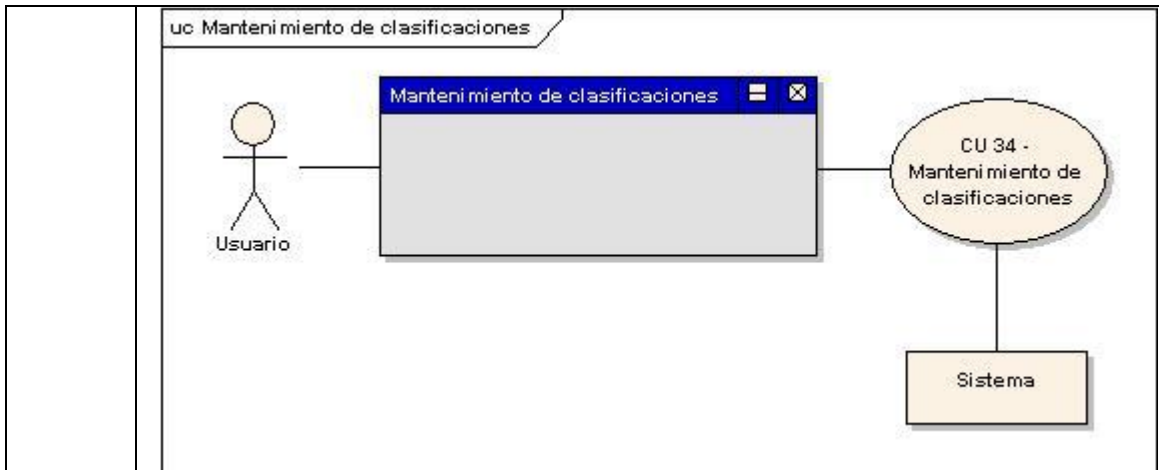 uc Mantenimiento de clasificaciones
Mantenimiento de clasificaciones
Usuario
CU 34 -
Mantenimiento de
clasificaciones
Sistema